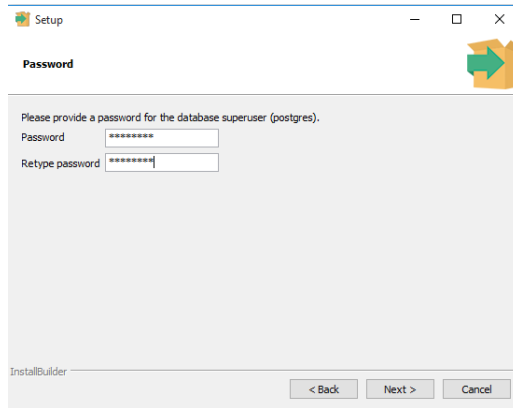 Setup
Password
Please provide a password for the database superuser (postgres).
Password ********
Retype password ********
InstallBuilder
< Back Next > Cancel